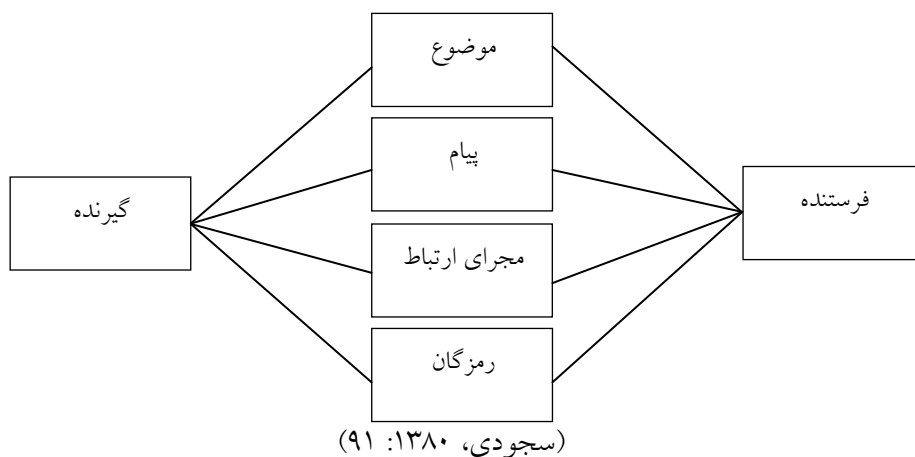 موضوع
پیام
فرستنده
گیرنده
مجرای ارتباط
رمزگان
(سجودی، ۱۳۸۰: ۹۱)